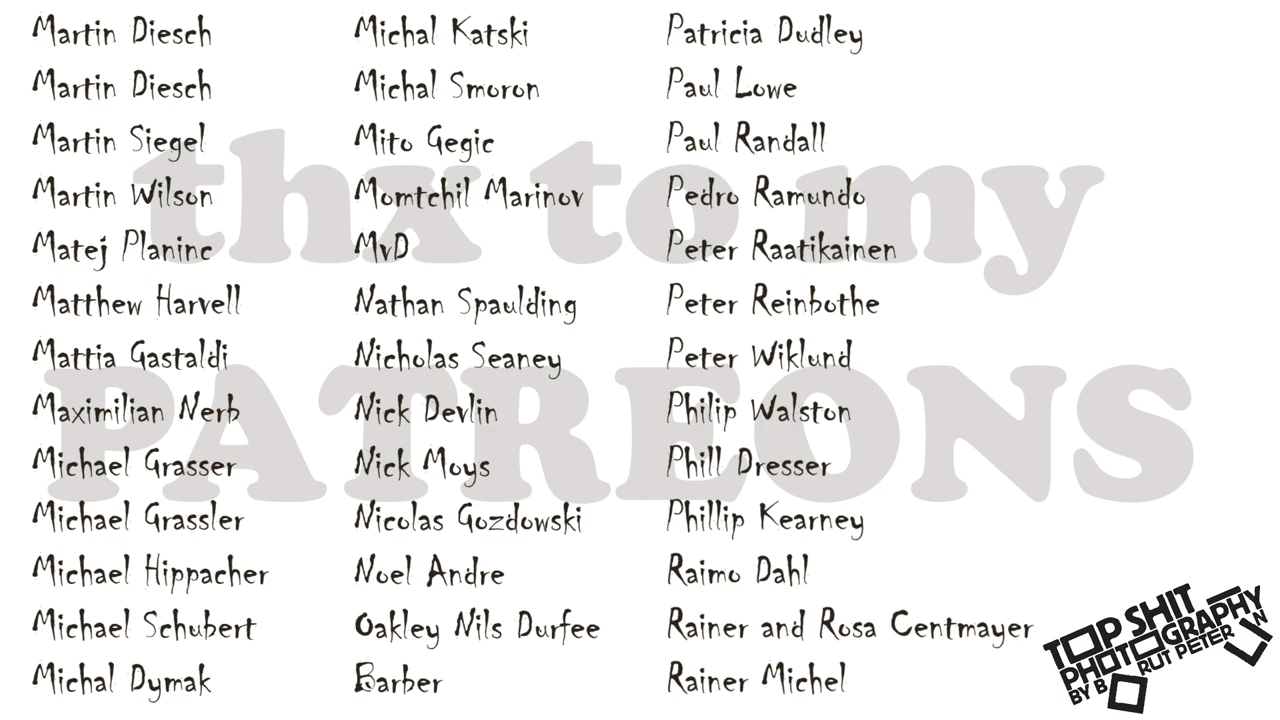 Martin Diesch
Martin Diesch
Martin Siegel
Martin Wilson
Matej Planinc
Matthew Harvell
Mattia Gastaldi
Maximilian Nerb
Michael Grasser
Michael Grassler
Michael Hippacher
Michael Schubert
Michal Dymak
Michal Katski
Michal Smoron
Mito Gegic
Momtchil Marinov
MvD
Nathan Spaulding
Nicholas Seaney
Nick Devlin
Nick Moys
Nicolas Gozdowski
Noel Andre
Oakley Nils Durfee
Barber
Patricia Dudley
Paul Lowe
Paul Randall
Pedro Ramundo
Peter Raatikainen
Peter Reinbothe
Peter Wiklund
Philip Walston
Phill Dresser
Phillip Kearney
Raimo Dahl
Rainer and Rosa Centmayer
Rainer Michel
thx to my
PATREONS
TOP SHIT
PHOTOGRAPHY
BY BORUT PETERLIN